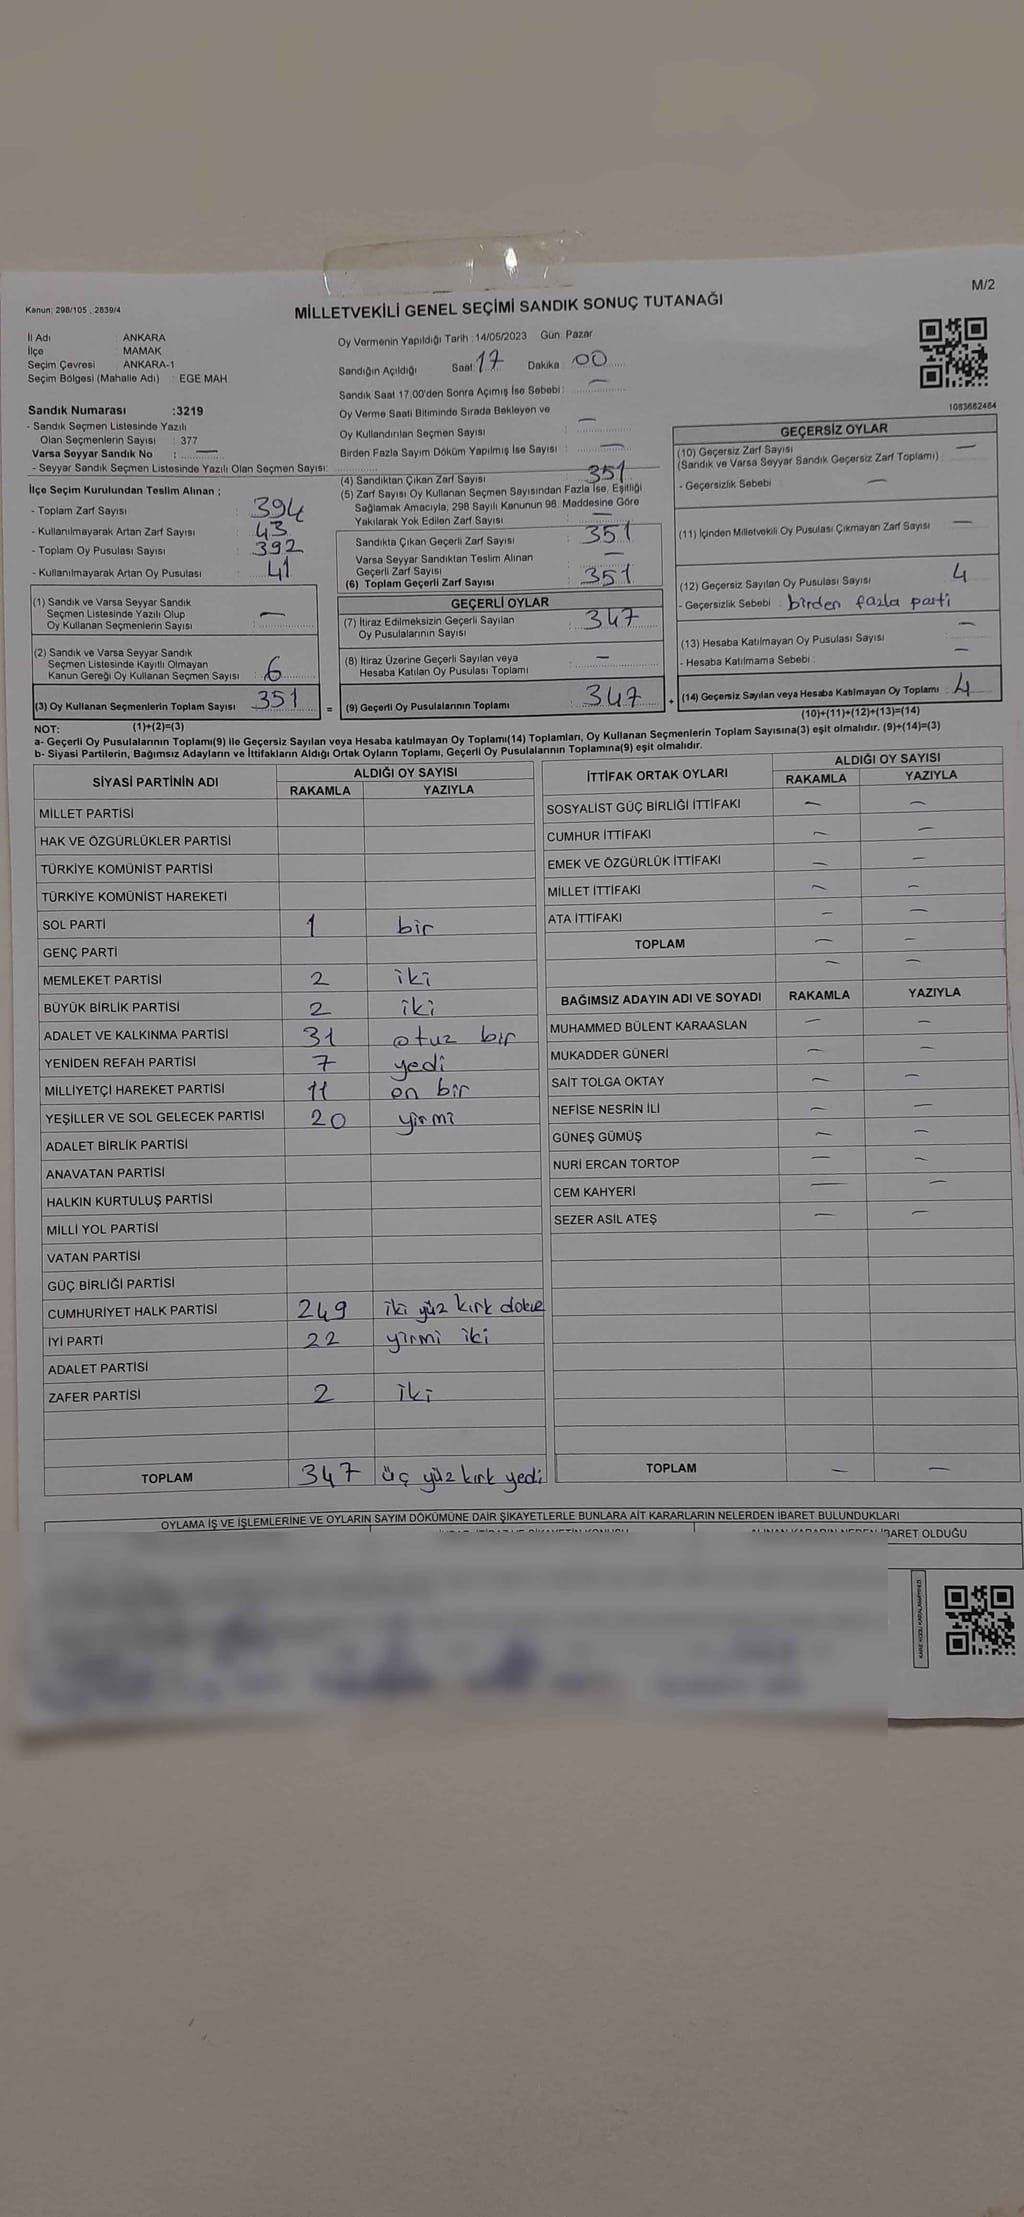 M/2
Kanun: 298/105 , 2839/4
MİLLETVEKİLİ GENEL SEÇİMİ SANDIK SONUÇ TUTANAĞI
İl Adı : ANKARA
İlçe : MAMAK
Seçim Çevresi : ANKARA-1
Seçim Bölgesi (Mahalle Adı) : EGE MAH.
Oy Vermenin Yapıldığı Tarih : 14/05/2023 Gün: Pazar
Sandığın Açıldığı Saat: 17 Dakika : 00
Sandık Saat 17.00'den Sonra Açımış İse Sebebi : —
Oy Verme Saati Bitiminde Sırada Bekleyen ve
Oy Kullandırılan Seçmen Sayısı : —
Birden Fazla Sayım Döküm Yapılmış İse Sayısı : —
1083682484
Sandık Numarası :3219
- Sandık Seçmen Listesinde Yazılı
Olan Seçmenlerin Sayısı : 377
Varsa Seyyar Sandık No : —
- Seyyar Sandık Seçmen Listesinde Yazılı Olan Seçmen Sayısı:
İlçe Seçim Kurulundan Teslim Alınan ;
- Toplam Zarf Sayısı : 394
- Kullanılmayarak Artan Zarf Sayısı : 43
- Toplam Oy Pusulası Sayısı : 392
- Kullanılmayarak Artan Oy Pusulası : 41
(1) Sandık ve Varsa Seyyar Sandık
Seçmen Listesinde Yazılı Olup
Oy Kullanan Seçmenlerin Sayısı : —
(2) Sandık ve Varsa Seyyar Sandık
Seçmen Listesinde Kayıtlı Olmayan
Kanun Gereği Oy Kullanan Seçmen Sayısı : 6
(3) Oy Kullanan Seçmenlerin Toplam Sayısı 351 =
(4) Sandıktan Çıkan Zarf Sayısı : 351
(5) Zarf Sayısı Oy Kullanan Seçmen Sayısından Fazla İse, Eşitliği
Sağlamak Amacıyla, 298 Sayılı Kanunun 98. Maddesine Göre
Yakılarak Yok Edilen Zarf Sayısı : —
Sandıkta Çıkan Geçerli Zarf Sayısı : 351
Varsa Seyyar Sandıktan Teslim Alınan
Geçerli Zarf Sayısı : —
(6) Toplam Geçerli Zarf Sayısı : 351
GEÇERLİ OYLAR
(7) İtiraz Edilmeksizin Geçerli Sayılan
Oy Pusulalarının Sayısı : 347
(8) İtiraz Üzerine Geçerli Sayılan veya
Hesaba Katılan Oy Pusulası Toplamı : —
(9) Geçerli Oy Pusulalarının Toplamı : 347 +
GEÇERSİZ OYLAR
(10) Geçersiz Zarf Sayısı —
(Sandık ve Varsa Seyyar Sandık Geçersiz Zarf Toplamı) :
- Geçersizlik Sebebi : —
(11) İçinden Milletvekili Oy Pusulası Çıkmayan Zarf Sayısı —
(12) Geçersiz Sayılan Oy Pusulası Sayısı : 4
- Geçersizlik Sebebi : birden fazla parti
(13) Hesaba Katılmayan Oy Pusulası Sayısı : —
- Hesaba Katılmama Sebebi : —
(14) Geçersiz Sayılan veya Hesaba Katılmayan Oy Toplamı : 4
(10)+(11)+(12)+(13)=(14)
NOT: (1)+(2)=(3)
a- Geçerli Oy Pusulalarının Toplamı(9) ile Geçersiz Sayılan veya Hesaba katılmayan Oy Toplamı(14) Toplamları, Oy Kullanan Seçmenlerin Toplam Sayısına(3) eşit olmalıdır. (9)+(14)=(3)
b- Siyasi Partilerin, Bağımsız Adayların ve İttifakların Aldığı Ortak Oyların Toplamı, Geçerli Oy Pusulalarının Toplamına(9) eşit olmalıdır.
SİYASİ PARTİNİN ADI ALDIĞI OY SAYISI
RAKAMLA YAZIYLA
MİLLET PARTİSİ
HAK VE ÖZGÜRLÜKLER PARTİSİ
TÜRKİYE KOMÜNİST PARTİSİ
TÜRKİYE KOMÜNİST HAREKETİ
SOL PARTİ 1 bir
GENÇ PARTİ
MEMLEKET PARTİSİ 2 iki
BÜYÜK BİRLİK PARTİSİ 2 iki
ADALET VE KALKINMA PARTİSİ 31 otuz bir
YENİDEN REFAH PARTİSİ 7 yedi
MİLLİYETÇİ HAREKET PARTİSİ 11 on bir
YEŞİLLER VE SOL GELECEK PARTİSİ 20 yirmi
ADALET BİRLİK PARTİSİ
ANAVATAN PARTİSİ
HALKIN KURTULUŞ PARTİSİ
MİLLİ YOL PARTİSİ
VATAN PARTİSİ
GÜÇ BİRLİĞİ PARTİSİ
CUMHURİYET HALK PARTİSİ 249 iki yüz kırk dokuz
İYİ PARTİ 22 yirmi iki
ADALET PARTİSİ
ZAFER PARTİSİ 2 iki
TOPLAM 347 üç yüz kırk yedi
İTTİFAK ORTAK OYLARI ALDIĞI OY SAYISI
RAKAMLA YAZIYLA
SOSYALİST GÜÇ BİRLİĞİ İTTİFAKI — —
CUMHUR İTTİFAKI — —
EMEK VE ÖZGÜRLÜK İTTİFAKI — —
MİLLET İTTİFAKI — —
ATA İTTİFAKI — —
TOPLAM — —
— —
BAĞIMSIZ ADAYIN ADI VE SOYADI RAKAMLA YAZIYLA
MUHAMMED BÜLENT KARAASLAN — —
MUKADDER GÜNERİ — —
SAİT TOLGA OKTAY — —
NEFİSE NESRİN İLİ — —
GÜNEŞ GÜMÜŞ — —
NURİ ERCAN TORTOP — —
CEM KAHYERİ — —
SEZER ASİL ATEŞ — —
TOPLAM — —
OYLAMA İŞ VE İŞLEMLERİNE VE OYLARIN SAYIM DÖKÜMÜNE DAİR ŞİKAYETLERLE BUNLARA AİT KARARLARIN NELERDEN İBARET BULUNDUKLARI
İBARET OLDUĞU